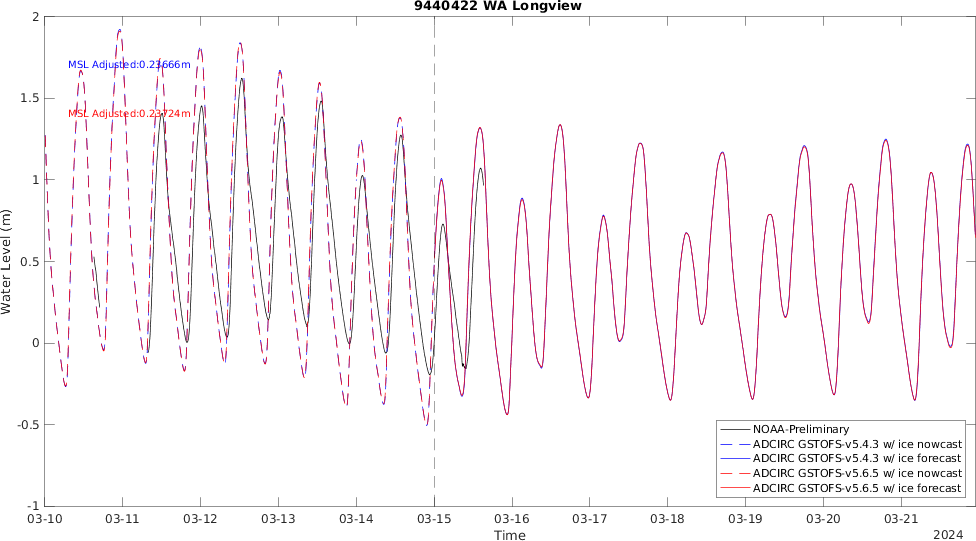 9440422 WA Longview
2
1.5
1
0.5
0
-0.5
-1
Water Level (m)
MSL Adjusted:0.23666m
MSL Adjusted:0.23724m
NOAA-Preliminary
ADCIRC GSTOFS-v5.4.3 w/ ice nowcast
ADCIRC GSTOFS-v5.4.3 w/ ice forecast
ADCIRC GSTOFS-v5.6.5 w/ ice nowcast
ADCIRC GSTOFS-v5.6.5 w/ ice forecast
03-10 03-11 03-12 03-13 03-14 03-15 03-16 03-17 03-18 03-19 03-20 03-21
Time
2024